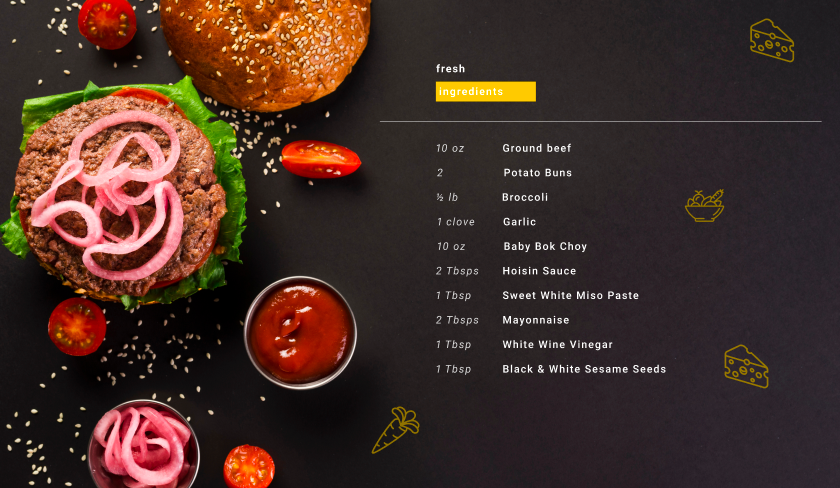 fresh
ingredients
10 oz Ground beef
2 Potato Buns
½ lb Broccoli
1 clove Garlic
10 oz Baby Bok Choy
2 Tbsps Hoisin Sauce
1 Tbsp Sweet White Miso Paste
2 Tbsps Mayonnaise
1 Tbsp White Wine Vinegar
1 Tbsp Black & White Sesame Seeds